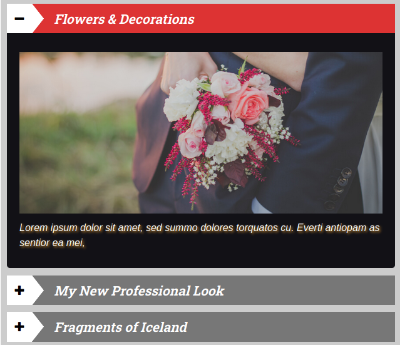 Flowers & Decorations
Lorem ipsum dolor sit amet, sed summo dolores torquatos cu. Everti antiopam as
sentior ea mei,
My New Professional Look
Fragments of Iceland